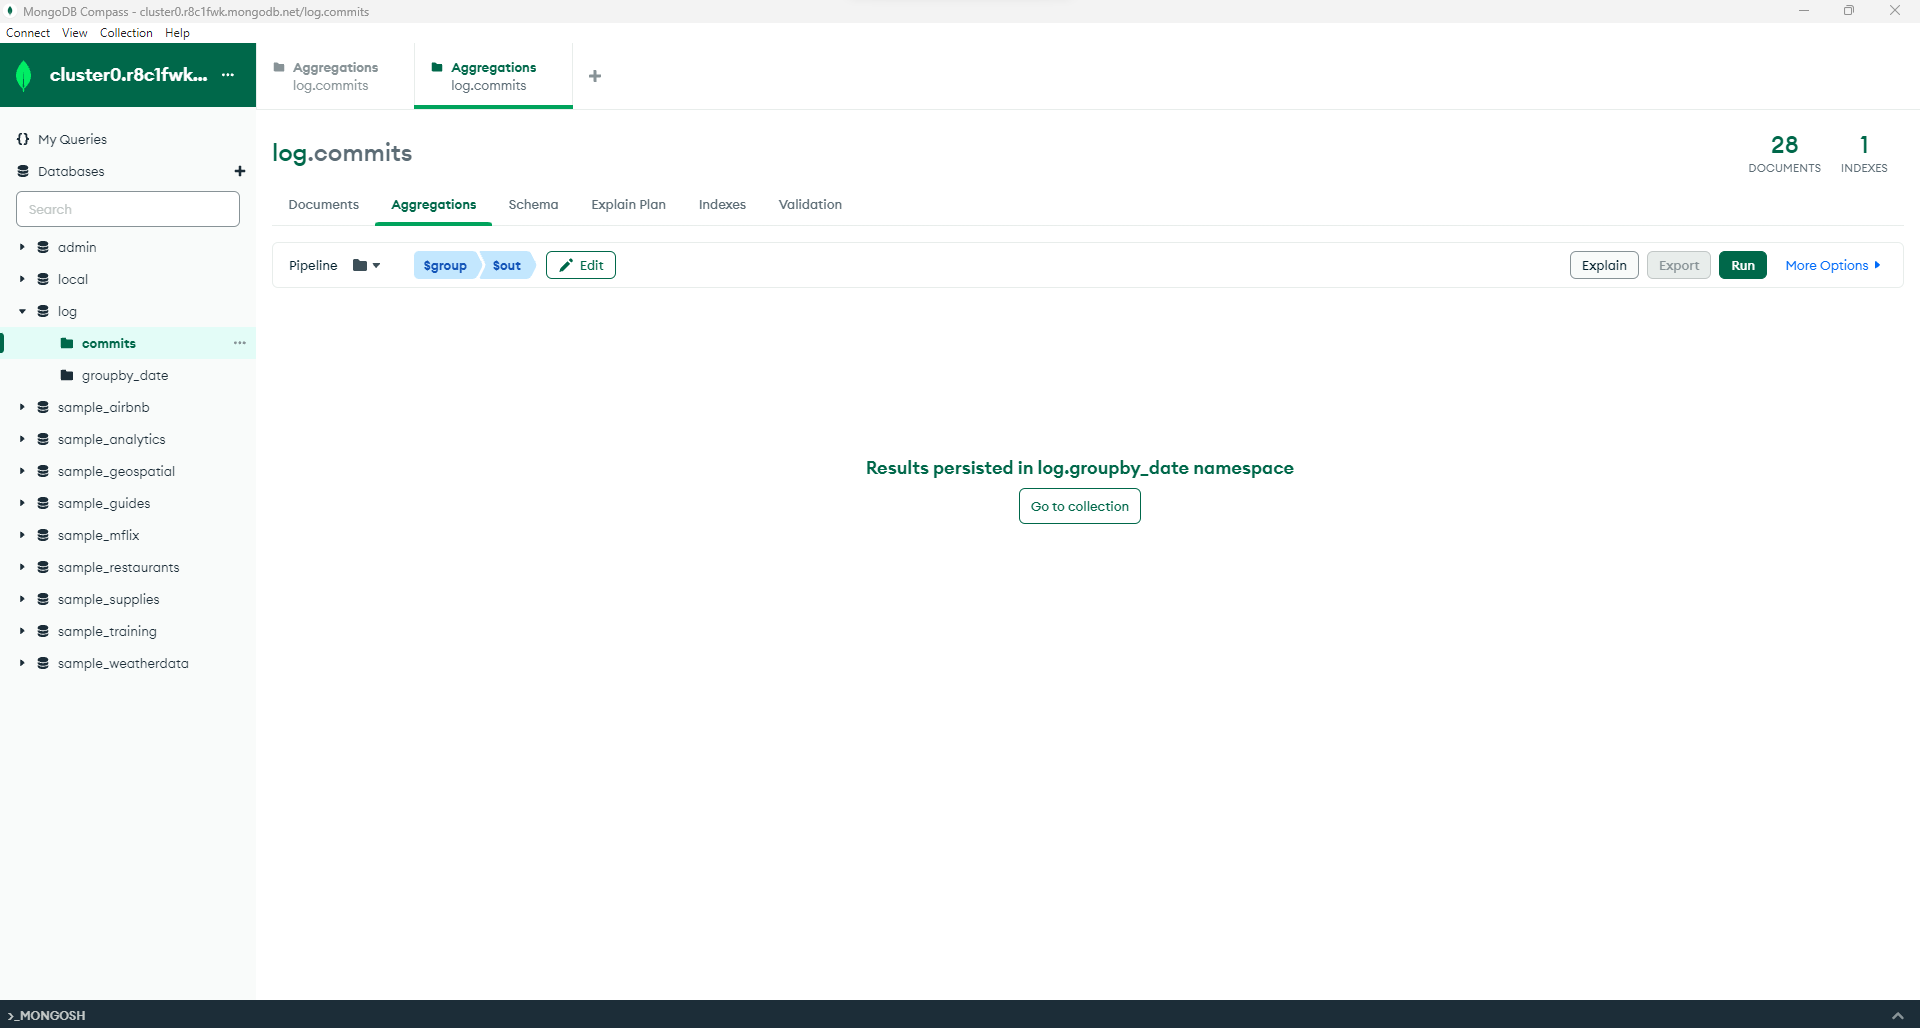 MongoDB Compass - cluster0.r8c1fwk.mongodb.net/log.commits
Connect View Collection Help
cluster0.r8c1fwk... ...
Aggregations
log.commits
Aggregations
log.commits
My Queries
Databases
Search
admin
local
log
commits
groupby_date
sample_airbnb
sample_analytics
sample_geospatial
sample_guides
sample_mflix
sample_restaurants
sample_supplies
sample_training
sample_weatherdata
log.commits
28
DOCUMENTS
1
INDEXES
Documents Aggregations Schema Explain Plan Indexes Validation
Pipeline $group $out Edit Explain Export Run More Options
Results persisted in log.groupby_date namespace
Go to collection
>_MONGOSH